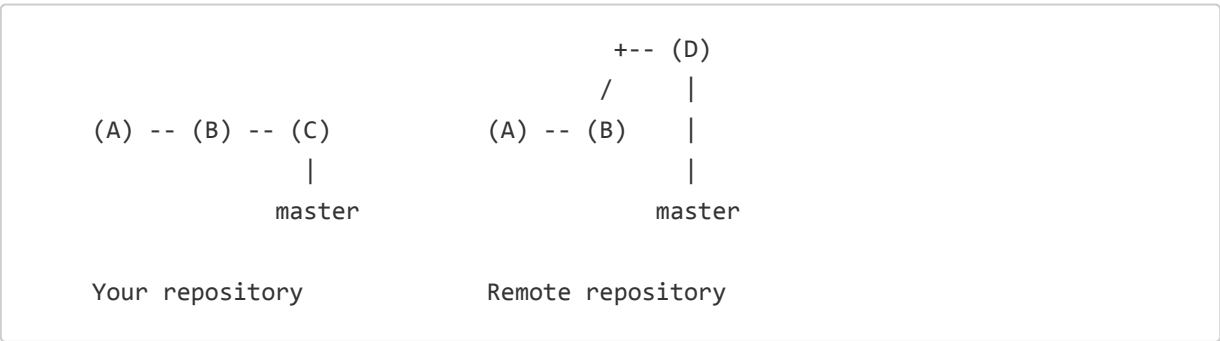 +-- (D)
/ |
(A) -- (B) -- (C) (A) -- (B) |
| |
master master
Your repository Remote repository